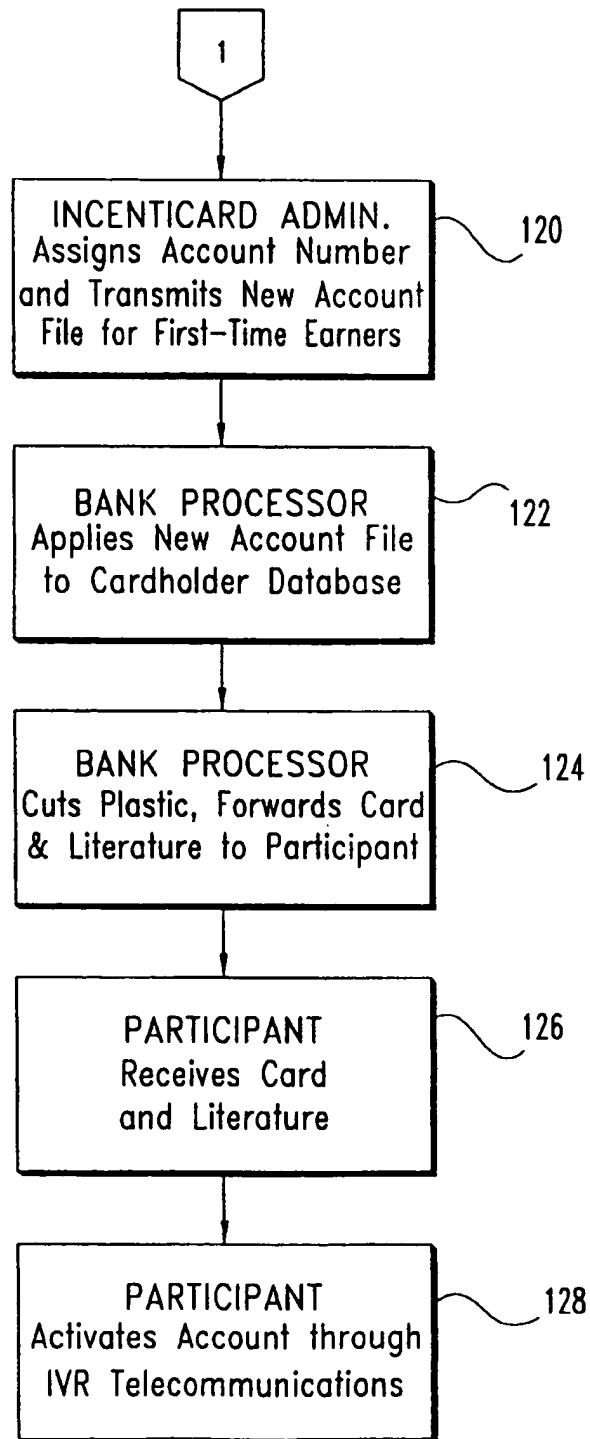 1
INCENTICARD ADMIN.
Assigns Account Number
and Transmits New Account
File for First-Time Earners
120
BANK PROCESSOR
Applies New Account File
to Cardholder Database
122
BANK PROCESSOR
Cuts Plastic, Forwards Card
& Literature to Participant
124
PARTICIPANT
Receives Card
and Literature
126
PARTICIPANT
Activates Account through
IVR Telecommunications
128